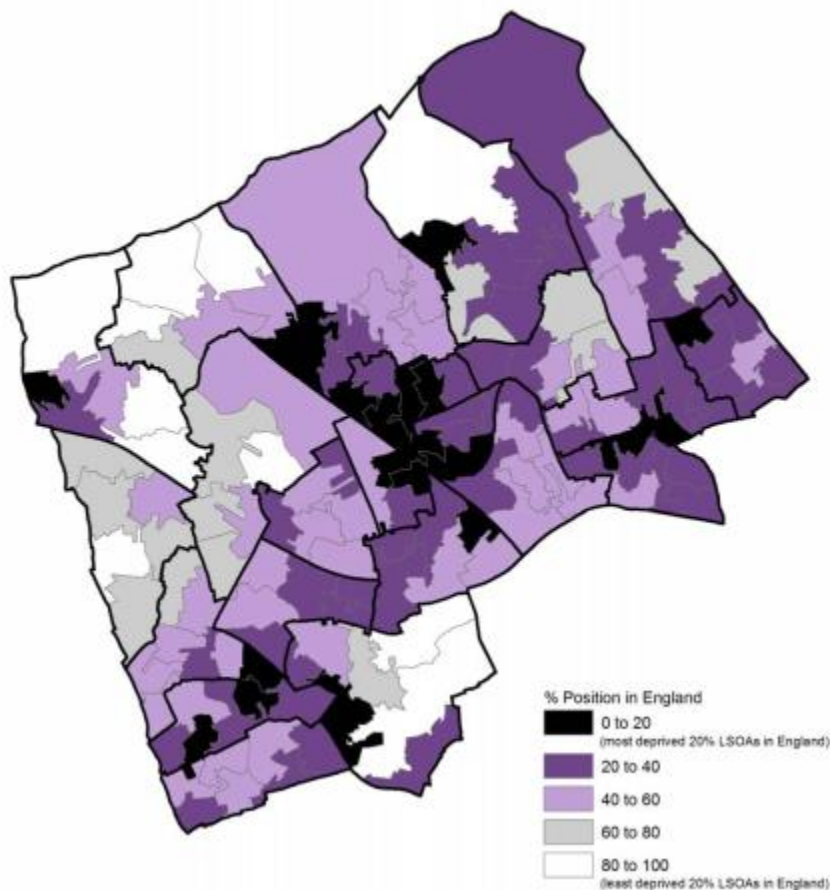 % Position in England
0 to 20
(most deprived 20% LSOAs in England)
20 to 40
40 to 60
60 to 80
80 to 100
(least deprived 20% LSOAs in England)